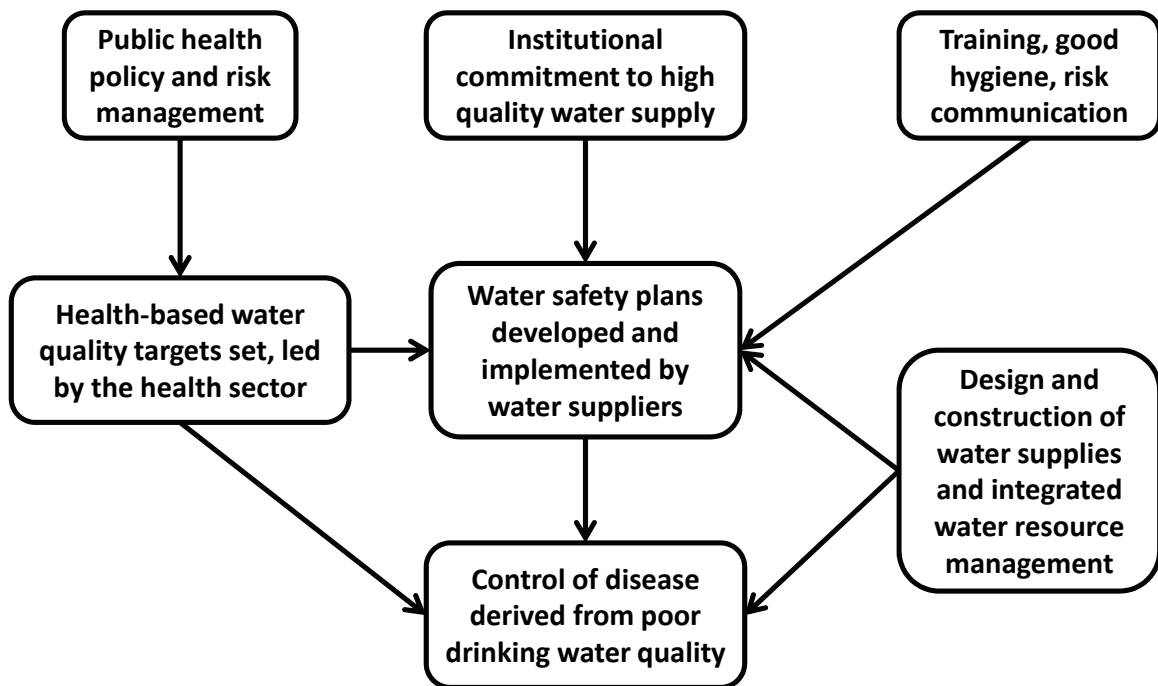 Public health
policy and risk
management
Institutional
commitment to high
quality water supply
Training, good
hygiene, risk
communication
Health-based water
quality targets set, led
by the health sector
Water safety plans
developed and
implemented by
water suppliers
Design and
construction of
water supplies
and integrated
water resource
management
Control of disease
derived from poor
drinking water quality